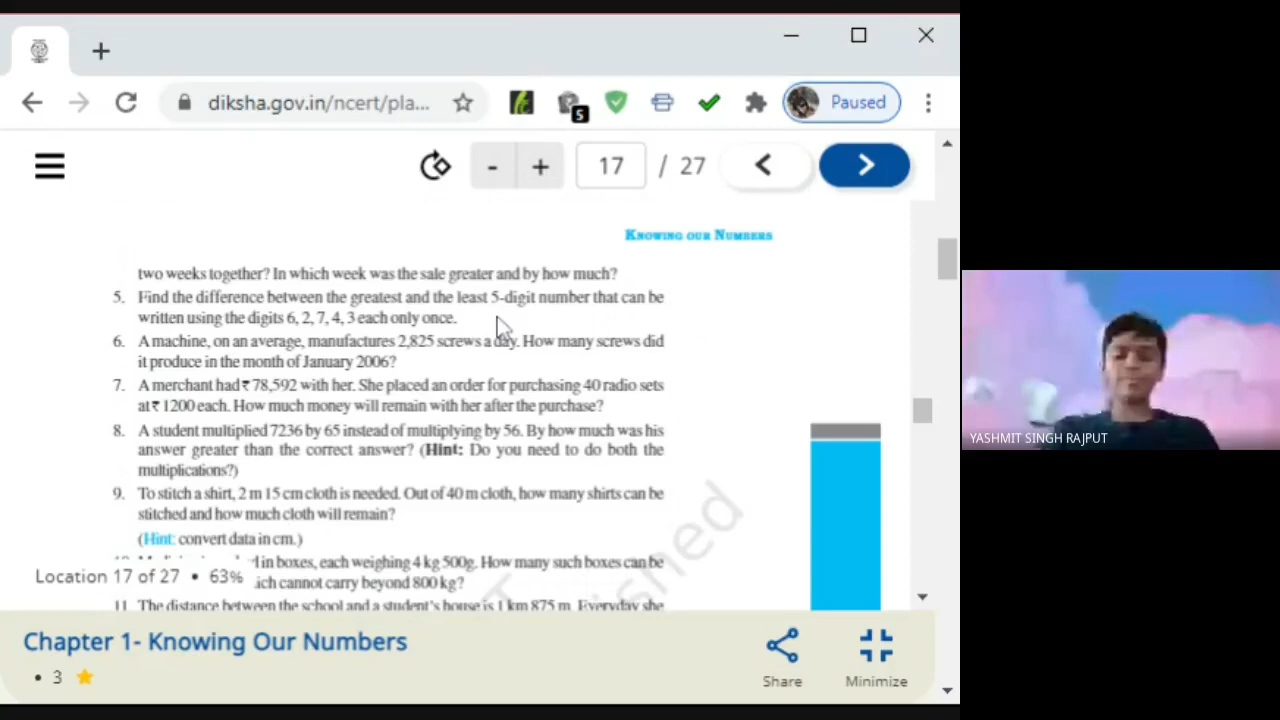 diksha.gov.in/ncert/pla...
5
Paused
- + 17 / 27
KNOWING OUR NUMBERS
two weeks together? In which week was the sale greater and by how much?
5. Find the difference between the greatest and the least 5-digit number that can be
written using the digits 6, 2, 7, 4, 3 each only once.
6. A machine, on an average, manufactures 2,825 screws a day. How many screws did
it produce in the month of January 2006?
7. A merchant had ₹ 78,592 with her. She placed an order for purchasing 40 radio sets
at ₹ 1200 each. How much money will remain with her after the purchase?
8. A student multiplied 7236 by 65 instead of multiplying by 56. By how much was his
answer greater than the correct answer? (Hint: Do you need to do both the
multiplications?)
9. To stitch a shirt, 2 m 15 cm cloth is needed. Out of 40 m cloth, how many shirts can be
stitched and how much cloth will remain?
(Hint: convert data in cm.)
in boxes, each weighing 4 kg 500g. How many such boxes can be
Location 17 of 27 • 63% ich cannot carry beyond 800 kg?
11. The distance between the school and a student's house is 1 km 875 m. Everyday she
shed
Chapter 1- Knowing Our Numbers
• 3
Share
Minimize
YASHMIT SINGH RAJPUT